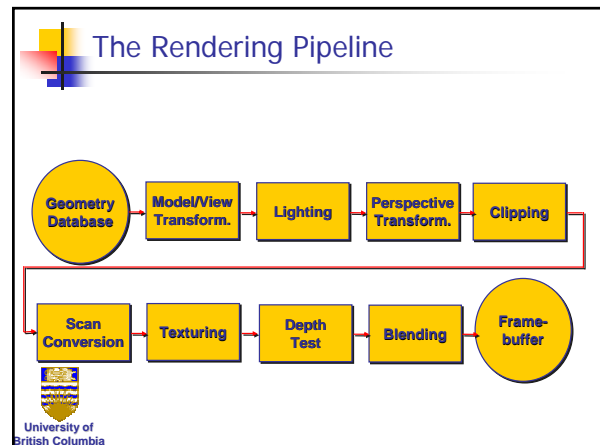 The Rendering Pipeline
Geometry
Database
Model/View
Transform.
Lighting
Perspective
Transform.
Clipping
Scan
Conversion
Texturing
Depth
Test
Blending
Frame-
buffer
University of
British Columbia